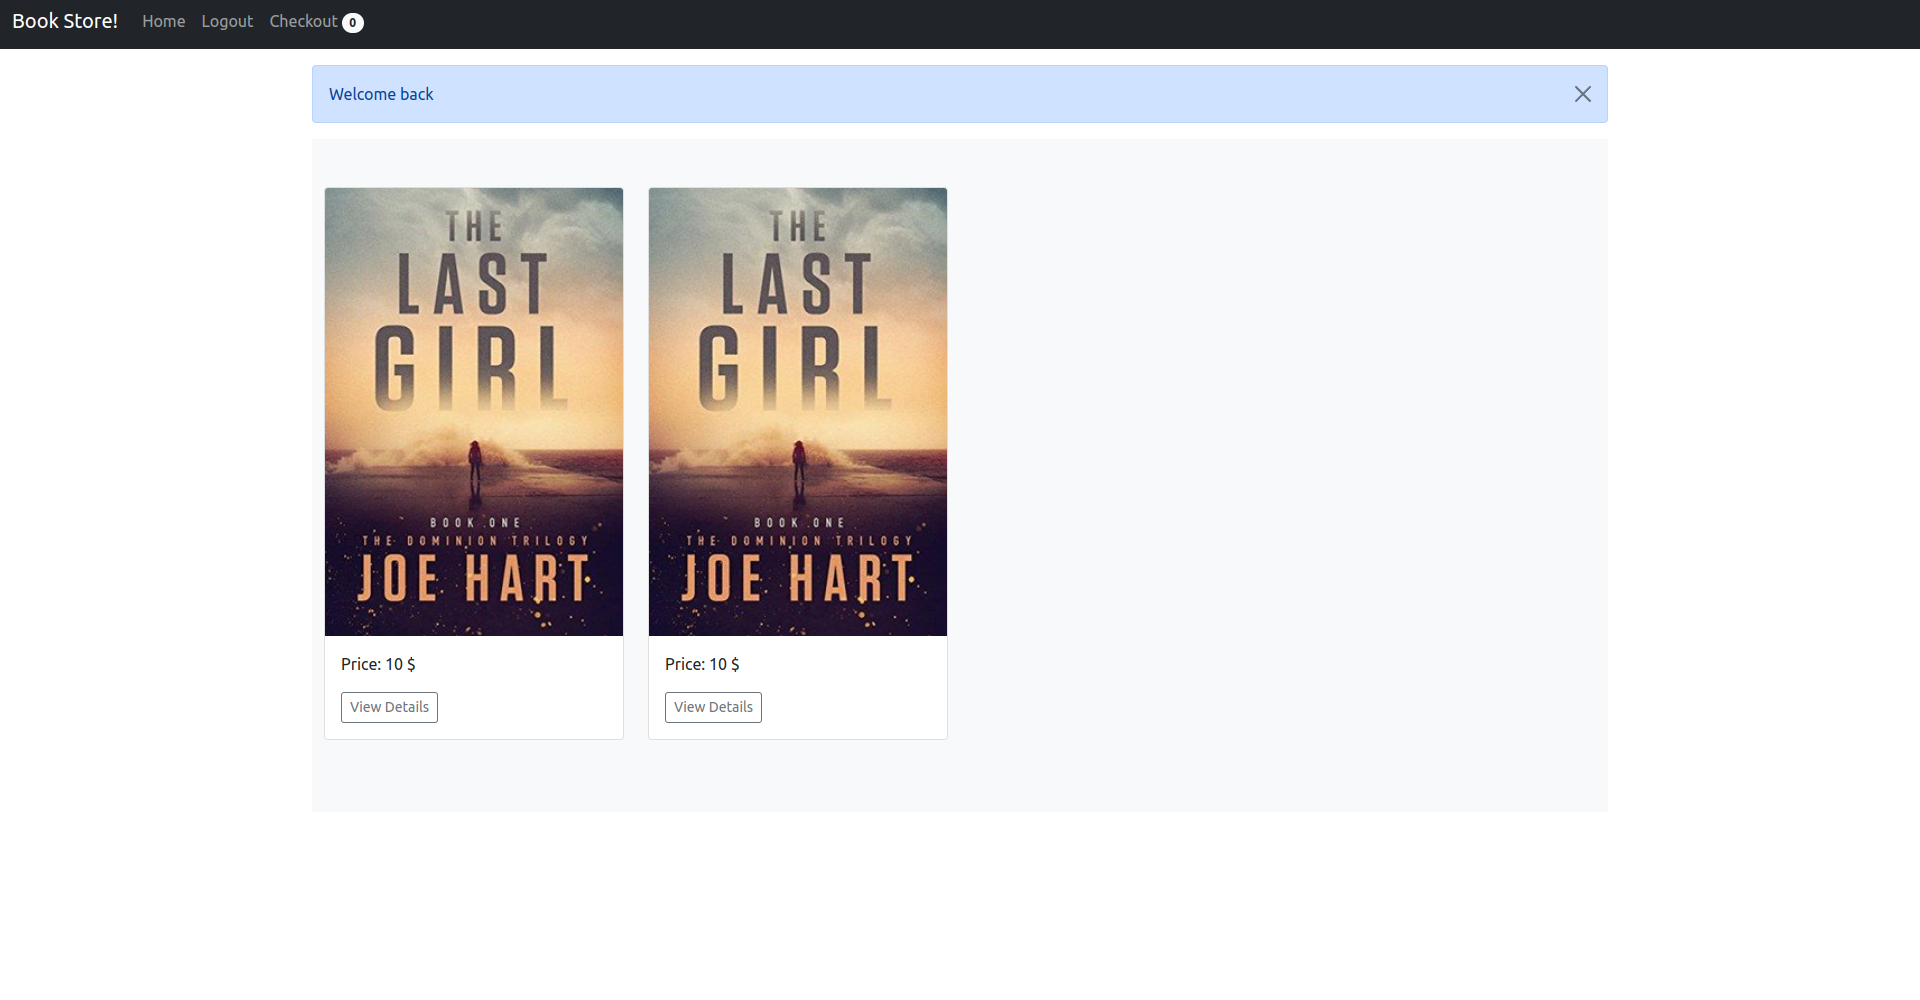 Book Store!
Home
Logout
Checkout 0
Welcome back
THE
LAST
GIRL
BOOK ONE
THE DOMINION TRILOGY
JOE HART
Price: 10 $
View Details
THE
LAST
GIRL
BOOK ONE
THE DOMINION TRILOGY
JOE HART
Price: 10 $
View Details